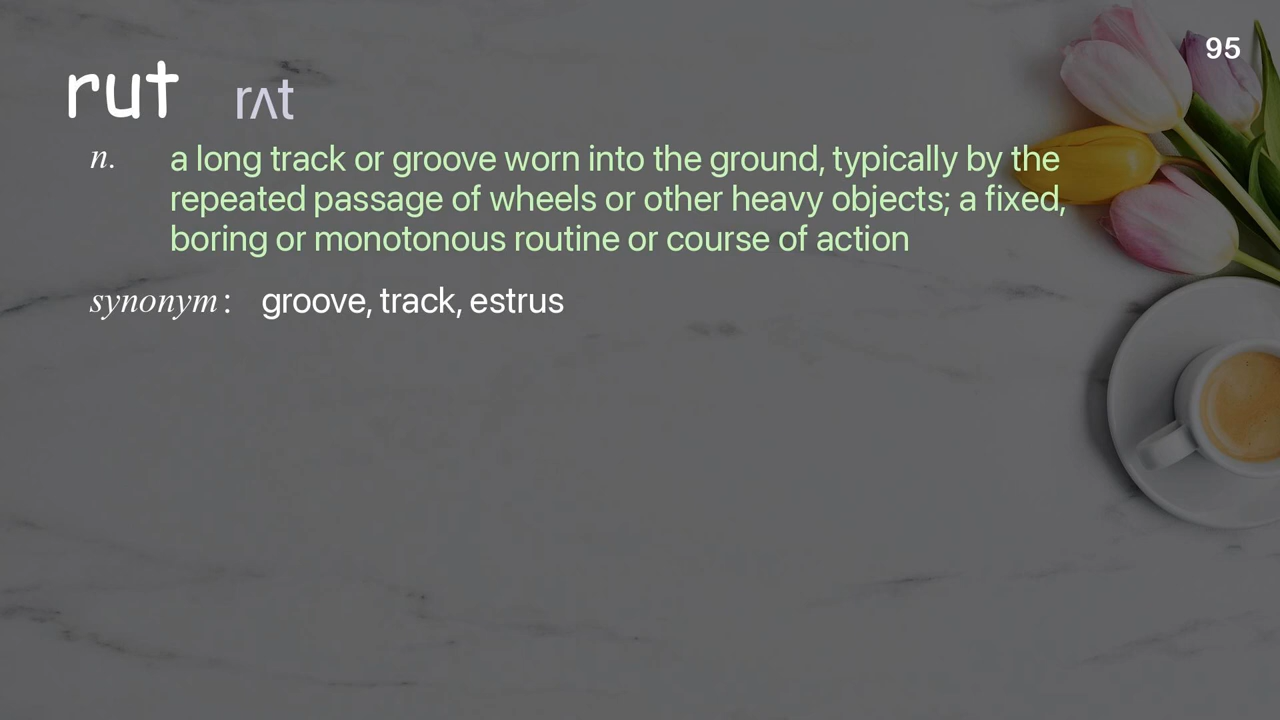 95
rut rʌt
n. a long track or groove worn into the ground, typically by the
repeated passage of wheels or other heavy objects; a fixed,
boring or monotonous routine or course of action
synonym: groove, track, estrus